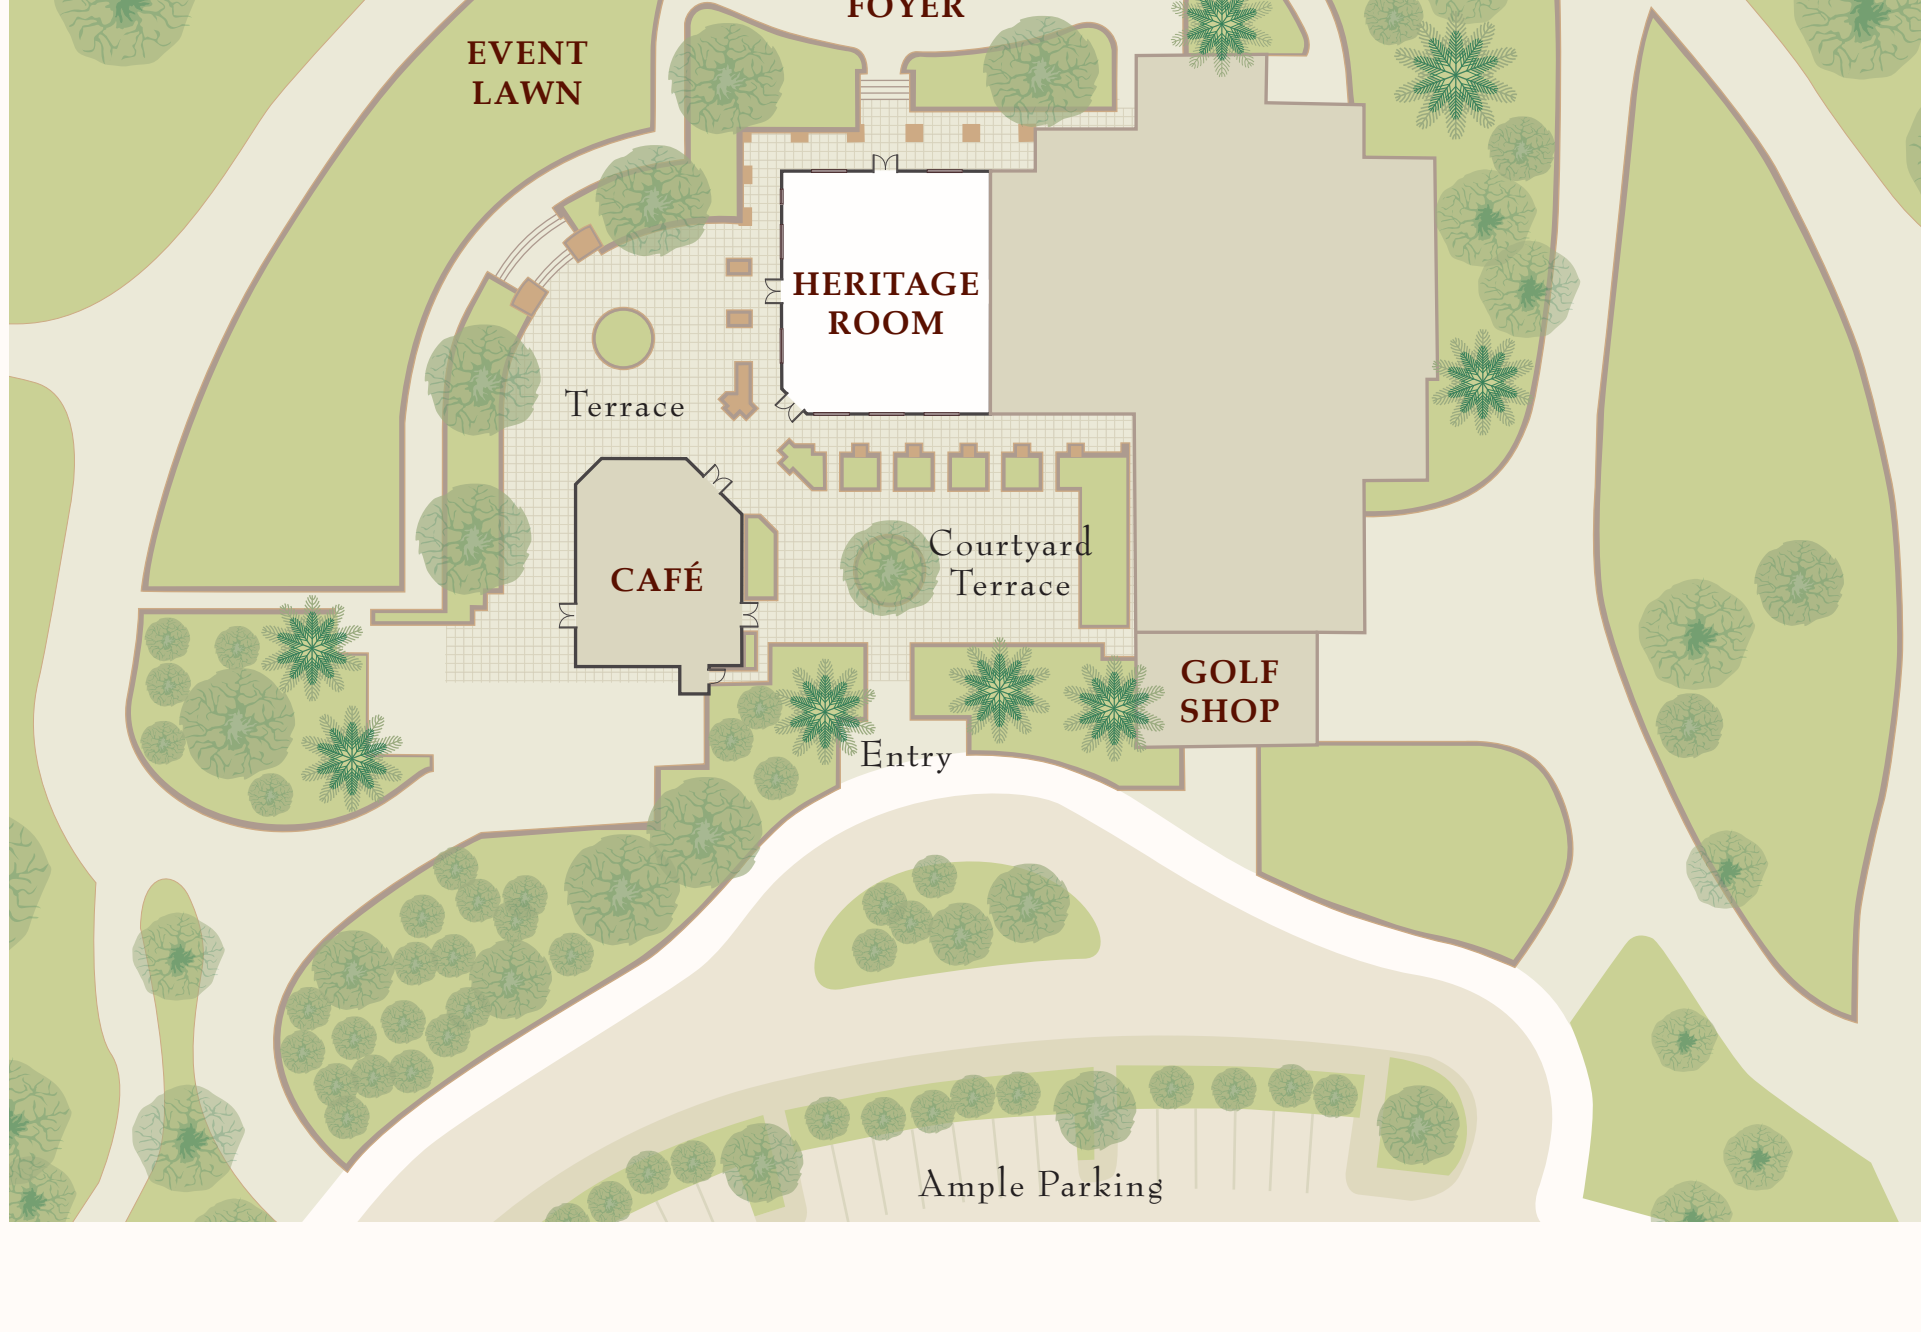 FOYER
EVENT
LAWN
HERITAGE
ROOM
Terrace
Courtyard
Terrace
CAFÉ
GOLF
SHOP
Entry
Ample Parking